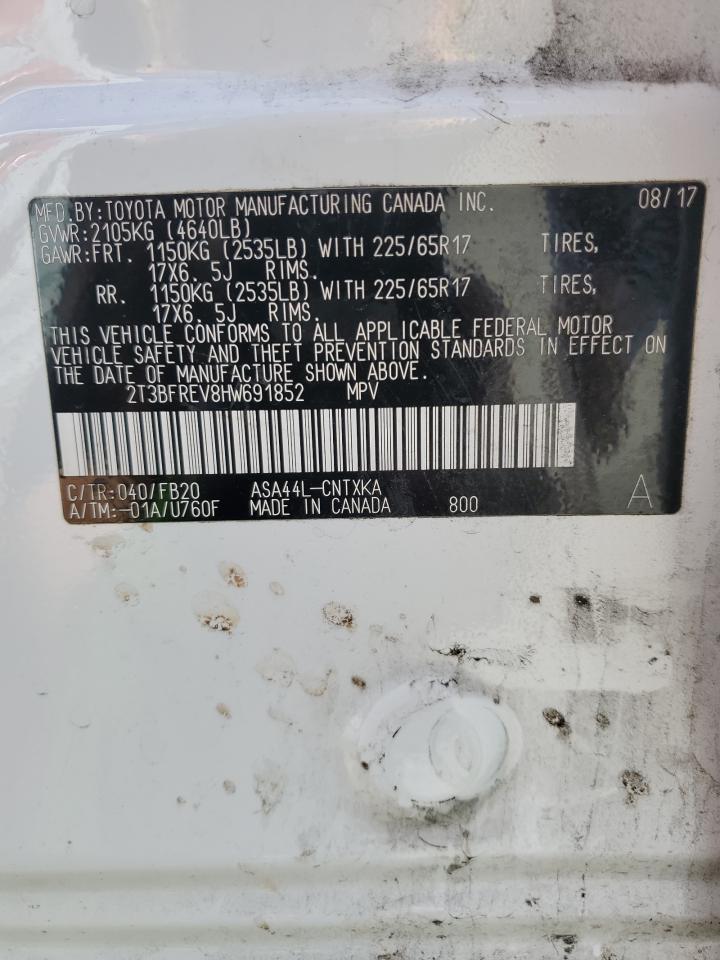 MFD.BY:TOYOTA MOTOR MANUFACTURING CANADA INC. 08/17
GVWR:2105KG (4640LB)
GAWR:FRT. 1150KG (2535LB) WITH 225/65R17 TIRES,
17X6. 5J RIMS.
RR. 1150KG (2535LB) WITH 225/65R17 TIRES,
17X6. 5J RIMS.
THIS VEHICLE CONFORMS TO ALL APPLICABLE FEDERAL MOTOR
VEHICLE SAFETY AND THEFT PREVENTION STANDARDS IN EFFECT ON
THE DATE OF MANUFACTURE SHOWN ABOVE.
2T3BFREV8HW691852 MPV
C/TR:040/FB20 ASA44L-CNTXKA
A/TM:-01A/U760F MADE IN CANADA 800 A